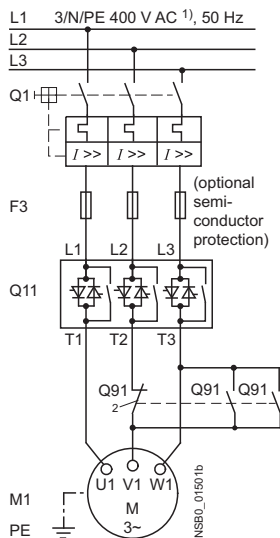 L1 3/N/PE 400 V AC 1), 50 Hz
L2
L3
Q1
I >> I >> I >>
F3
(optional
semi-
conductor
protection)
L1 L2 L3
Q11
T1 T2 T3
Q91 Q91 Q91
2)
U1 V1 W1
M1
M
3~
PE
NSB0_01501b